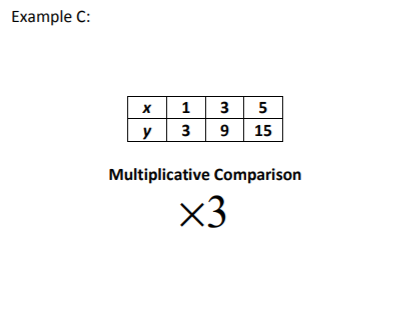 Example C:
x 1 3 5
y 3 9 15
Multiplicative Comparison
×3